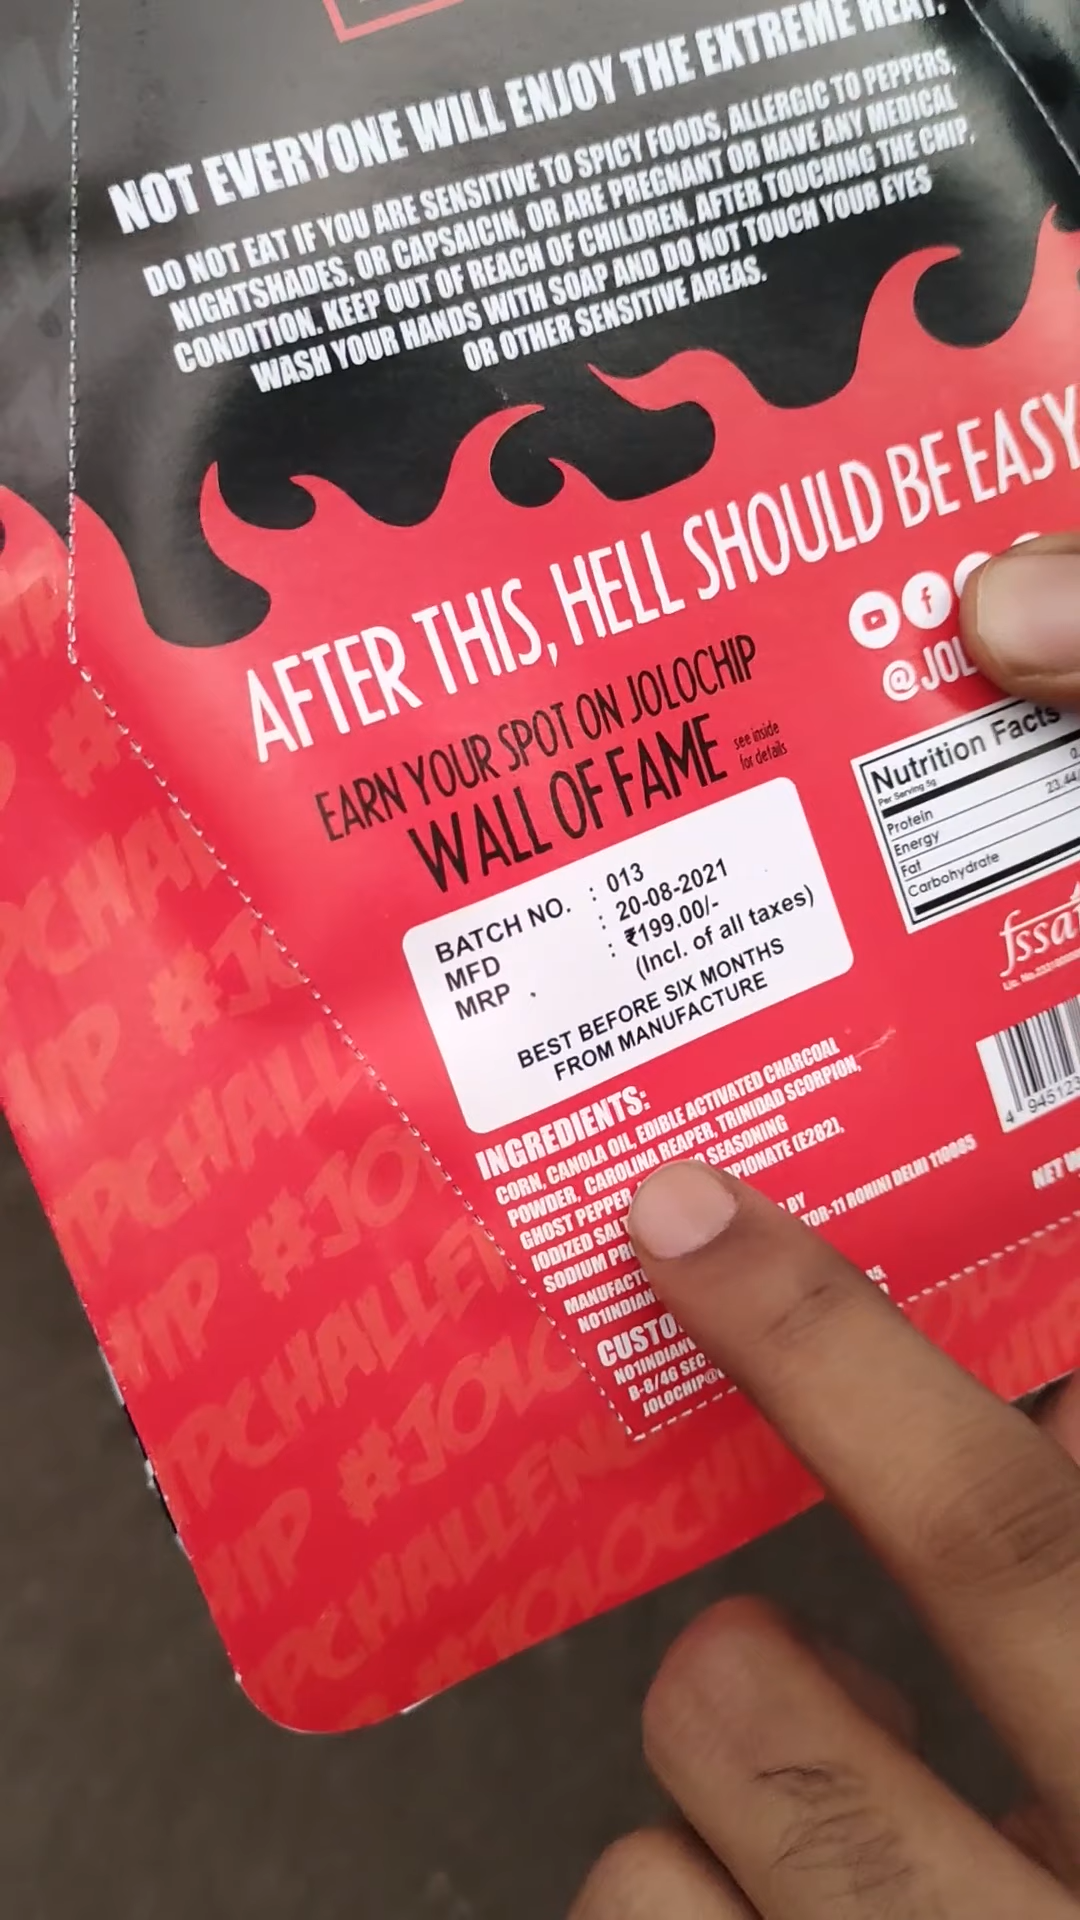 NOT EVERYONE WILL ENJOY THE EXTREME HEAT.
DO NOT EAT IF YOU ARE SENSITIVE TO SPICY FOODS, ALLERGIC TO PEPPERS,
NIGHTSHADES, OR CAPSAICIN, OR ARE PREGNANT OR HAVE ANY MEDICAL
CONDITION. KEEP OUT OF REACH OF CHILDREN. AFTER TOUCHING THE CHIP,
WASH YOUR HANDS WITH SOAP AND DO NOT TOUCH YOUR EYES
OR OTHER SENSITIVE AREAS.
AFTER THIS, HELL SHOULD BE EASY
EARN YOUR SPOT ON JOLOCHIP
WALL OF FAME see inside
for details
@JOL
Nutrition Facts
Per Serving 5g
Protein
Energy 23.44
Fat
Carbohydrate
fssa
BATCH NO. : 013
MFD : 20-08-2021
MRP : ₹199.00/-
(Incl. of all taxes)
BEST BEFORE SIX MONTHS
FROM MANUFACTURE
4 945123
NET
INGREDIENTS:
CORN, CANOLA OIL, EDIBLE ACTIVATED CHARCOAL
POWDER, CAROLINA REAPER, TRINIDAD SCORPION,
GHOST PEPPER SEASONING
IODIZED SALT
SODIUM PR PIONATE (E282),
MANUFACT BY
NO1INDIAN TOR-11 ROHINI DELHI 110085
CUSTO
NO1INDIAN
B-8/46 SEC 85
JOLOCHIP@
#JOLOCHIPCHALLENGE